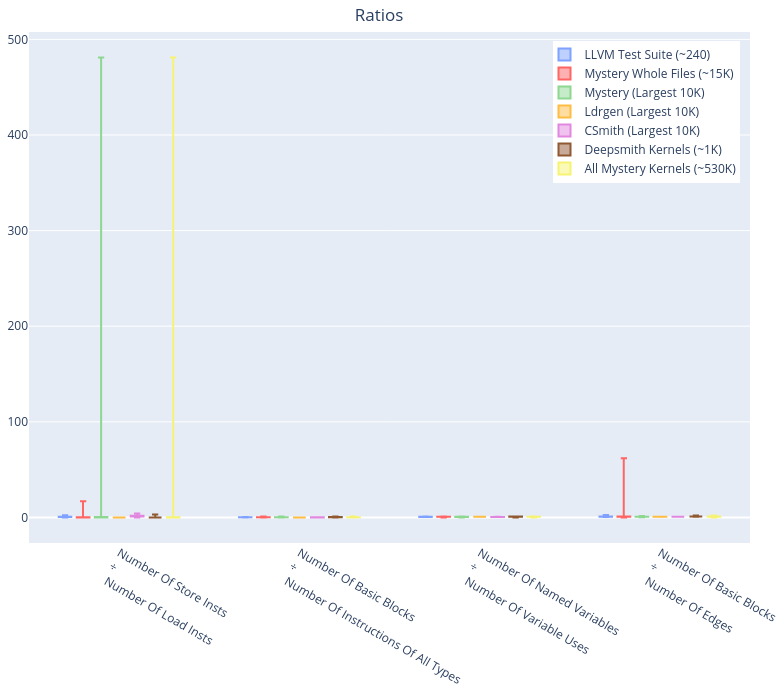 Ratios
500
400
300
200
100
0
LLVM Test Suite (~240)
Mystery Whole Files (~15K)
Mystery (Largest 10K)
Ldrgen (Largest 10K)
CSmith (Largest 10K)
Deepsmith Kernels (~1K)
All Mystery Kernels (~530K)
Number Of Store Insts
÷
Number Of Load Insts
Number Of Basic Blocks
÷
Number Of Instructions Of All Types
Number Of Named Variables
÷
Number Of Variable Uses
Number Of Basic Blocks
÷
Number Of Edges